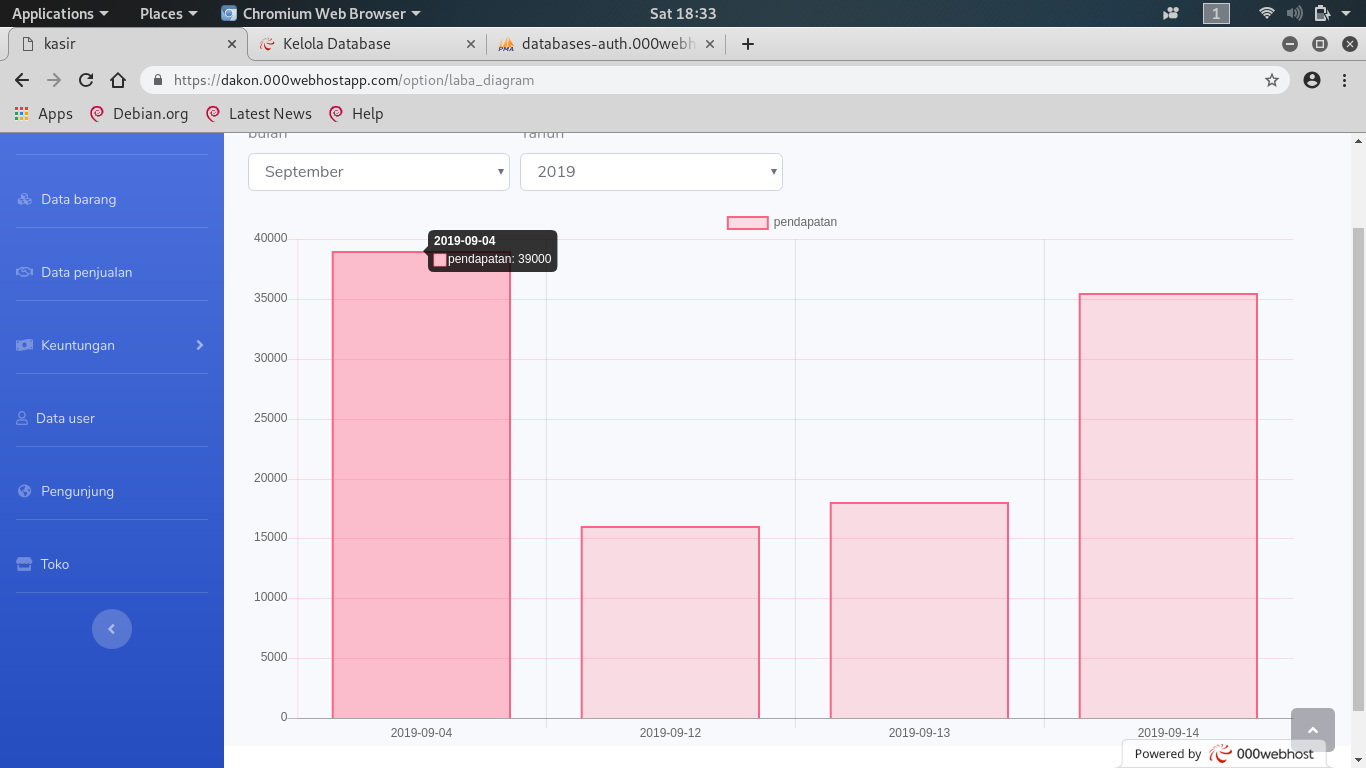 Applications Places Chromium Web Browser Sat 18:33 1
kasir Kelola Database databases-auth.000webh
https://dakon.000webhostapp.com/option/laba_diagram
Apps Debian.org Latest News Help
bulan Tahun
September 2019
Data barang
Data penjualan
Keuntungan
Data user
Pengunjung
Toko
pendapatan
2019-09-04
pendapatan: 39000
40000
35000
30000
25000
20000
15000
10000
5000
0
2019-09-04 2019-09-12 2019-09-13 2019-09-14
Powered by 000webhost